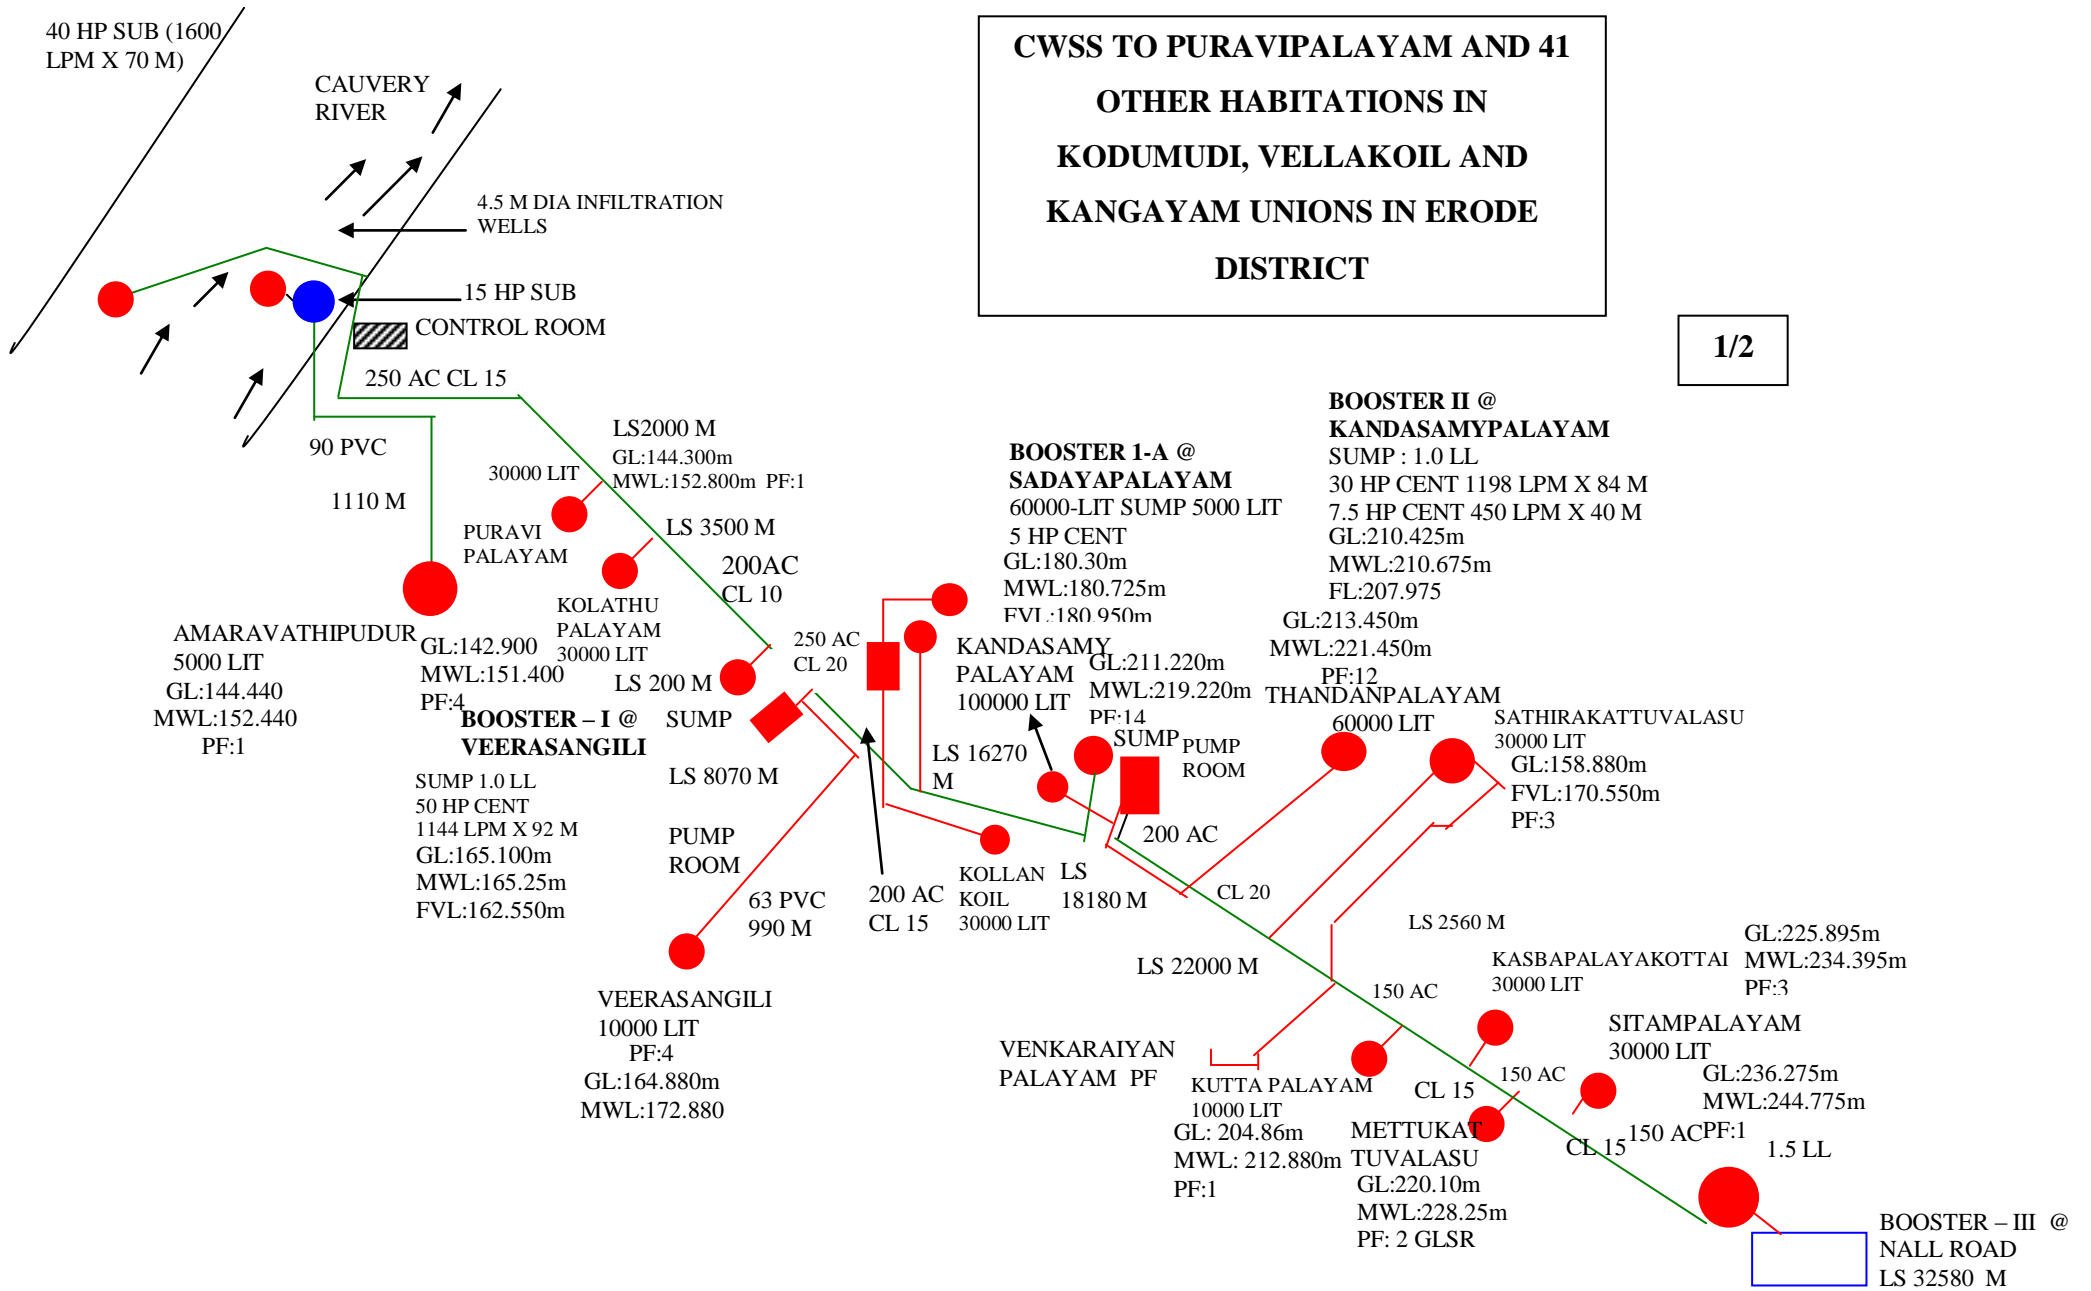 40 HP SUB (1600
LPM X 70 M)
CAUVERY
RIVER
CWSS TO PURAVIPALAYAM AND 41
OTHER HABITATIONS IN
KODUMUDI, VELLAKOIL AND
KANGAYAM UNIONS IN ERODE
DISTRICT
4.5 M DIA INFILTRATION
WELLS
15 HP SUB
CONTROL ROOM
1/2
250 AC CL 15
90 PVC
1110 M
AMARAVATHIPUDUR
5000 LIT
GL:144.440
MWL:152.440
PF:1
LS2000 M
GL:144.300m
MWL:152.800m PF:1
30000 LIT
PURAVI
PALAYAM
LS 3500 M
200AC
CL 10
KOLATHU
PALAYAM
30000 LIT
GL:142.900
MWL:151.400
PF:4
LS 200 M
BOOSTER – I @
VEERASANGILI
SUMP 1.0 LL
50 HP CENT
1144 LPM X 92 M
GL:165.100m
MWL:165.25m
FVL:162.550m
SUMP
LS 8070 M
PUMP
ROOM
63 PVC
990 M
VEERASANGILI
10000 LIT
PF:4
GL:164.880m
MWL:172.880
250 AC
CL 20
200 AC
CL 15
LS 16270
M
KOLLAN
KOIL
30000 LIT
BOOSTER 1-A @
SADAYAPALAYAM
60000-LIT SUMP 5000 LIT
5 HP CENT
GL:180.30m
MWL:180.725m
FVL:180.950m
KANDASAMY
PALAYAM
100000 LIT
GL:211.220m
MWL:219.220m
PF:14
SUMP
PUMP
ROOM
200 AC
LS
18180 M
BOOSTER II @
KANDASAMYPALAYAM
SUMP : 1.0 LL
30 HP CENT 1198 LPM X 84 M
7.5 HP CENT 450 LPM X 40 M
GL:210.425m
MWL:210.675m
FL:207.975
GL:213.450m
MWL:221.450m
PF:12
THANDANPALAYAM
60000 LIT
SATHIRAKATTUVALASU
30000 LIT
GL:158.880m
FVL:170.550m
PF:3
CL 20
LS 22000 M
LS 2560 M
150 AC
VENKARAIYAN
PALAYAM PF
KUTTA PALAYAM
10000 LIT
GL: 204.86m
MWL: 212.880m
PF:1
KASBAPALAYAKOTTAI
30000 LIT
GL:225.895m
MWL:234.395m
PF:3
CL 15
150 AC
METTUKAT
TUVALASU
GL:220.10m
MWL:228.25m
PF: 2 GLSR
SITAMPALAYAM
30000 LIT
GL:236.275m
MWL:244.775m
PF:1
CL 15
150 AC
1.5 LL
BOOSTER – III @
NALL ROAD
LS 32580 M